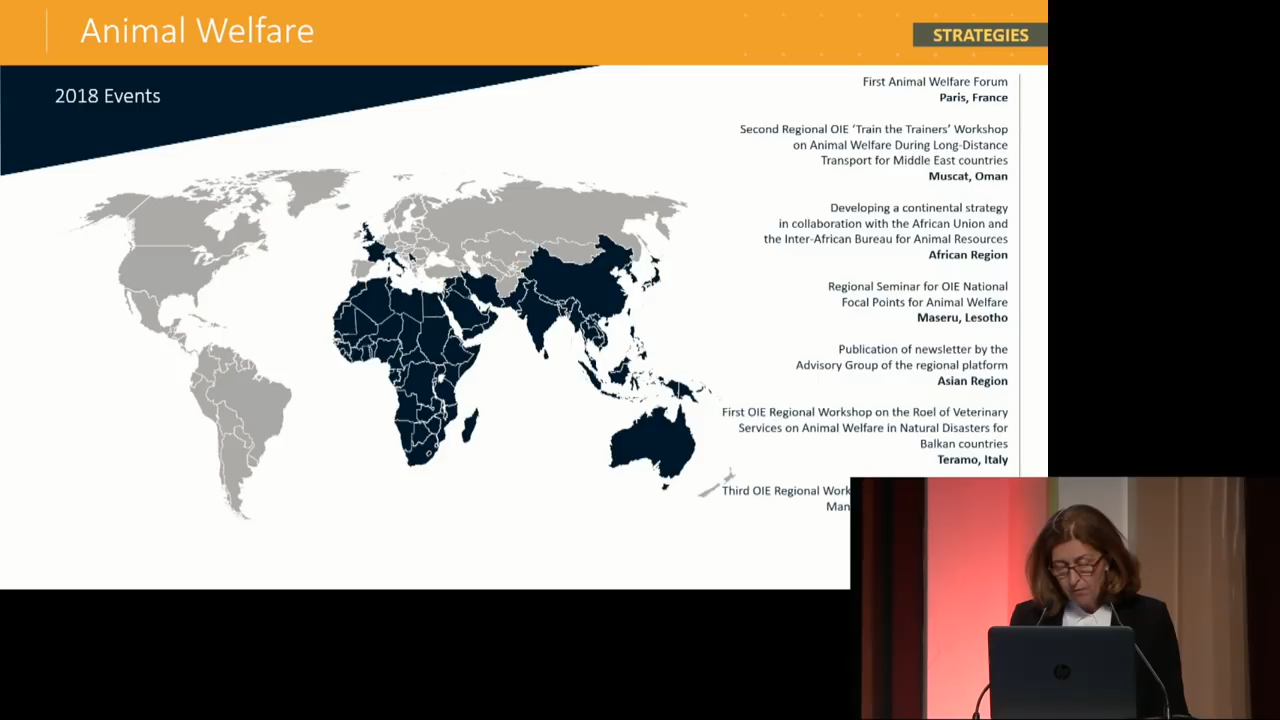 Animal Welfare
STRATEGIES
2018 Events
First Animal Welfare Forum
Paris, France
Second Regional OIE ‘Train the Trainers’ Workshop
on Animal Welfare During Long-Distance
Transport for Middle East countries
Muscat, Oman
Developing a continental strategy
in collaboration with the African Union and
the Inter-African Bureau for Animal Resources
African Region
Regional Seminar for OIE National
Focal Points for Animal Welfare
Maseru, Lesotho
Publication of newsletter by the
Advisory Group of the regional platform
Asian Region
First OIE Regional Workshop on the Roel of Veterinary
Services on Animal Welfare in Natural Disasters for
Balkan countries
Teramo, Italy
Third OIE Regional